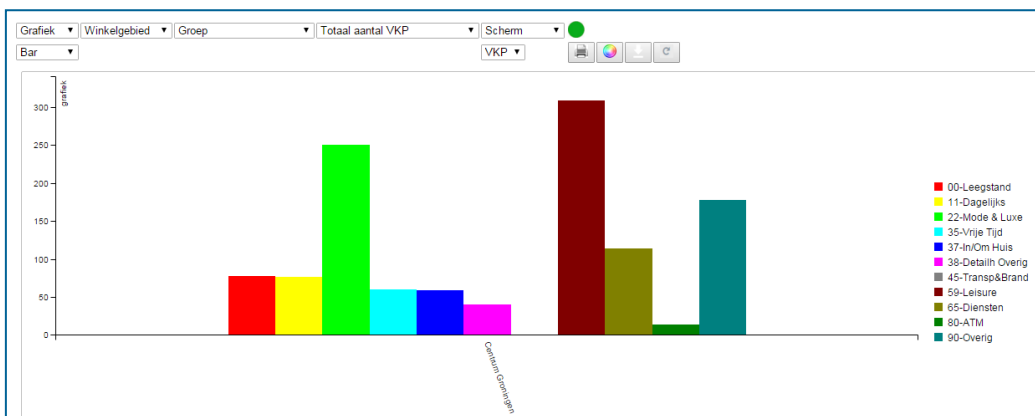 Grafiek Winkelgebied Groep Totaal aantal VKP Scherm
Bar VKP
grafiek
300
250
200
150
100
50
0
Centrum Groningen
00-Leegstand
11-Dagelijks
22-Mode & Luxe
35-Vrije Tijd
37-In/Om Huis
38-Detailh Overig
45-Transp&Brand
59-Leisure
65-Diensten
80-ATM
90-Overig